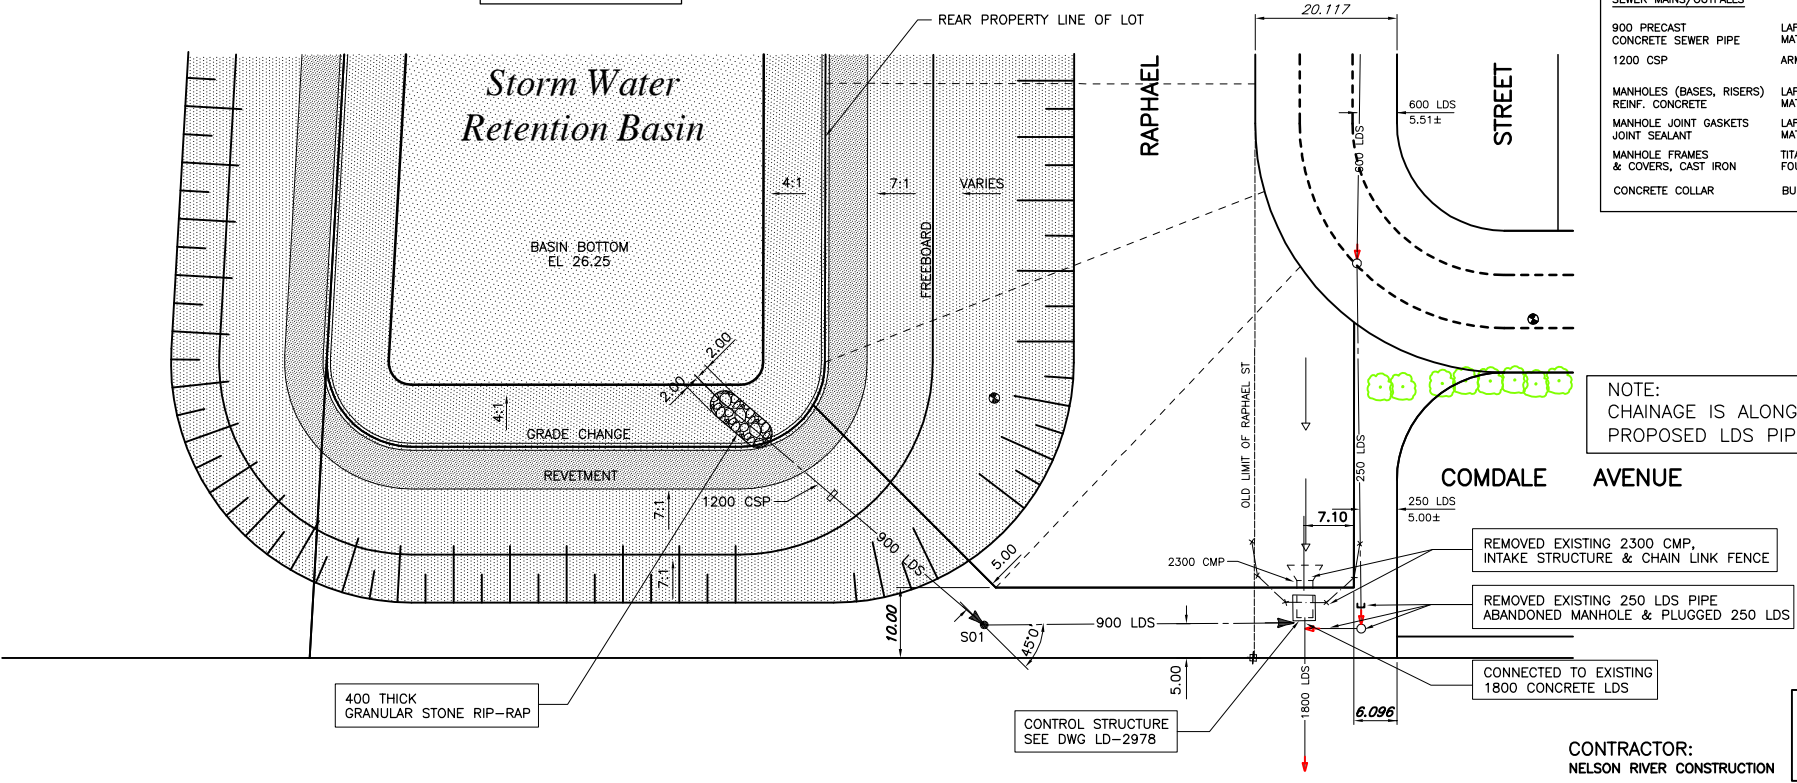 REAR PROPERTY LINE OF LOT
20.117
SEWER MAINS/OUTFALLS
900 PRECAST
CONCRETE SEWER PIPE
1200 CSP
MANHOLES (BASES, RISERS)
REINF. CONCRETE
MANHOLE JOINT GASKETS
JOINT SEALANT
MANHOLE FRAMES
& COVERS, CAST IRON
CONCRETE COLLAR
Storm Water
Retention Basin
RAPHAEL
STREET
600 LDS
5.51±
600 LDS
4:1
7:1
VARIES
BASIN BOTTOM
EL 26.25
FREEBOARD
2.00
2.00
4:1
GRADE CHANGE
REVETMENT
7:1
1200 CSP
7:1
900 LDS
5.00
OLD LIMIT OF RAPHAEL ST
250 LDS
NOTE:
CHAINAGE IS ALONG
PROPOSED LDS PIP
COMDALE AVENUE
250 LDS
5.00±
7.10
2300 CMP
REMOVED EXISTING 2300 CMP,
INTAKE STRUCTURE & CHAIN LINK FENCE
REMOVED EXISTING 250 LDS PIPE
ABANDONED MANHOLE & PLUGGED 250 LDS
10.00
S01
45°0
900 LDS
5.00
1800 LDS
CONNECTED TO EXISTING
1800 CONCRETE LDS
6.096
400 THICK
GRANULAR STONE RIP-RAP
CONTROL STRUCTURE
SEE DWG LD-2978
CONTRACTOR:
NELSON RIVER CONSTRUCTION